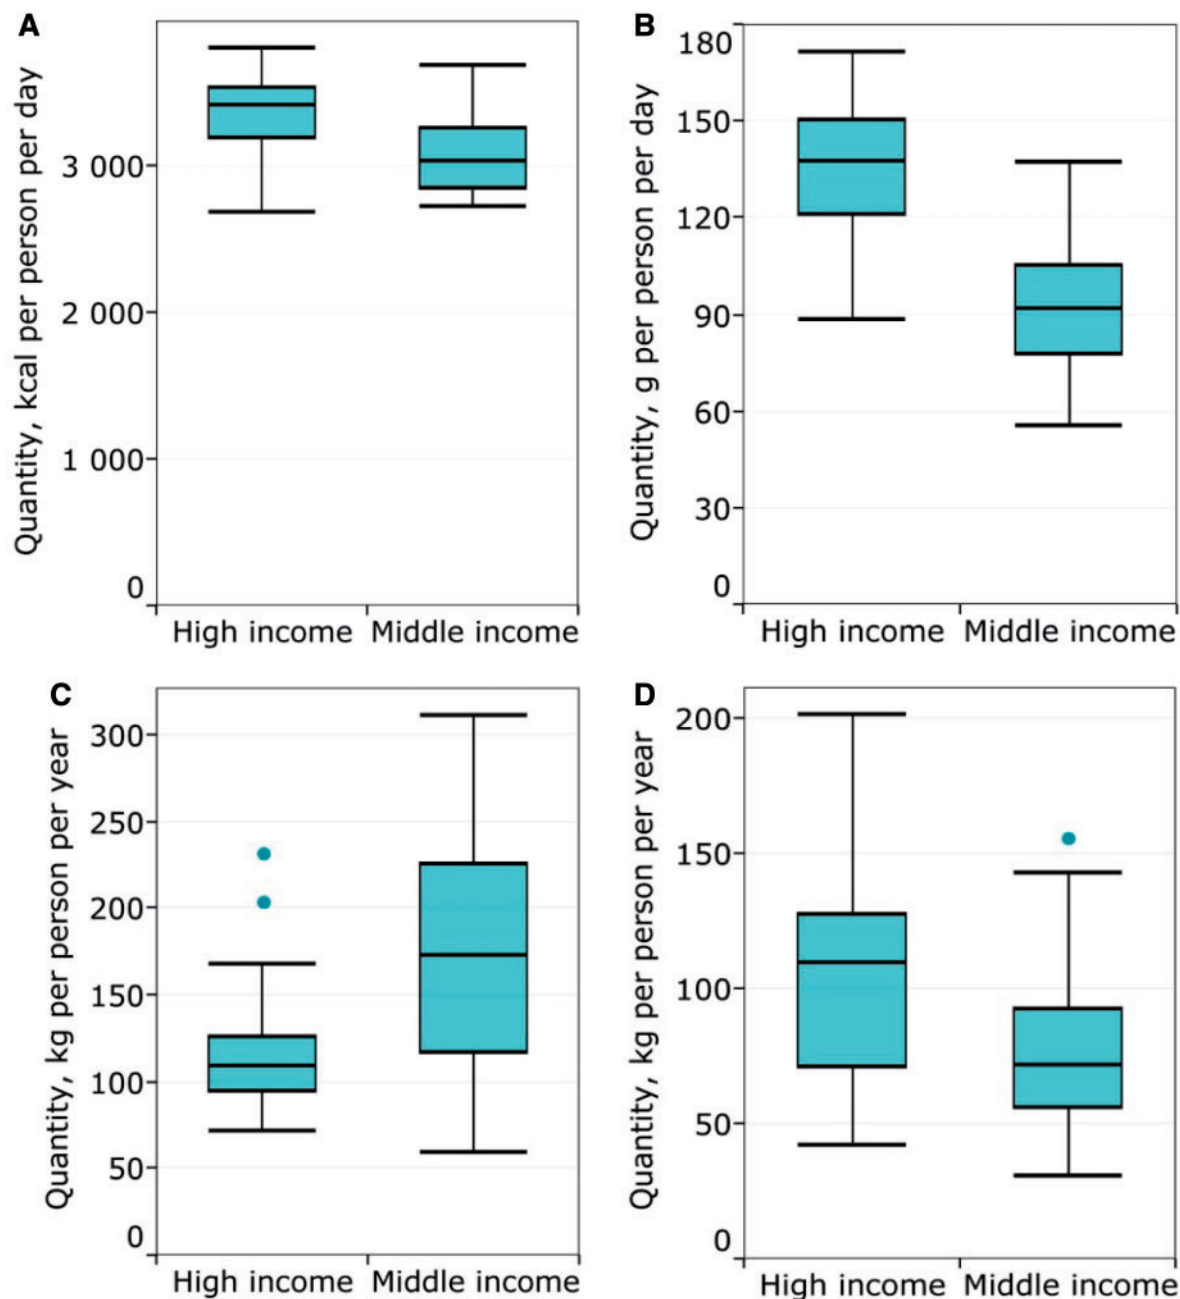 A
Quantity, kcal per person per day
3 000
2 000
1 000
0
High income
Middle income
B
Quantity, g per person per day
180
150
120
90
60
30
0
High income
Middle income
C
Quantity, kg per person per year
300
250
200
150
100
50
0
High income
Middle income
D
Quantity, kg per person per year
200
150
100
50
0
High income
Middle income